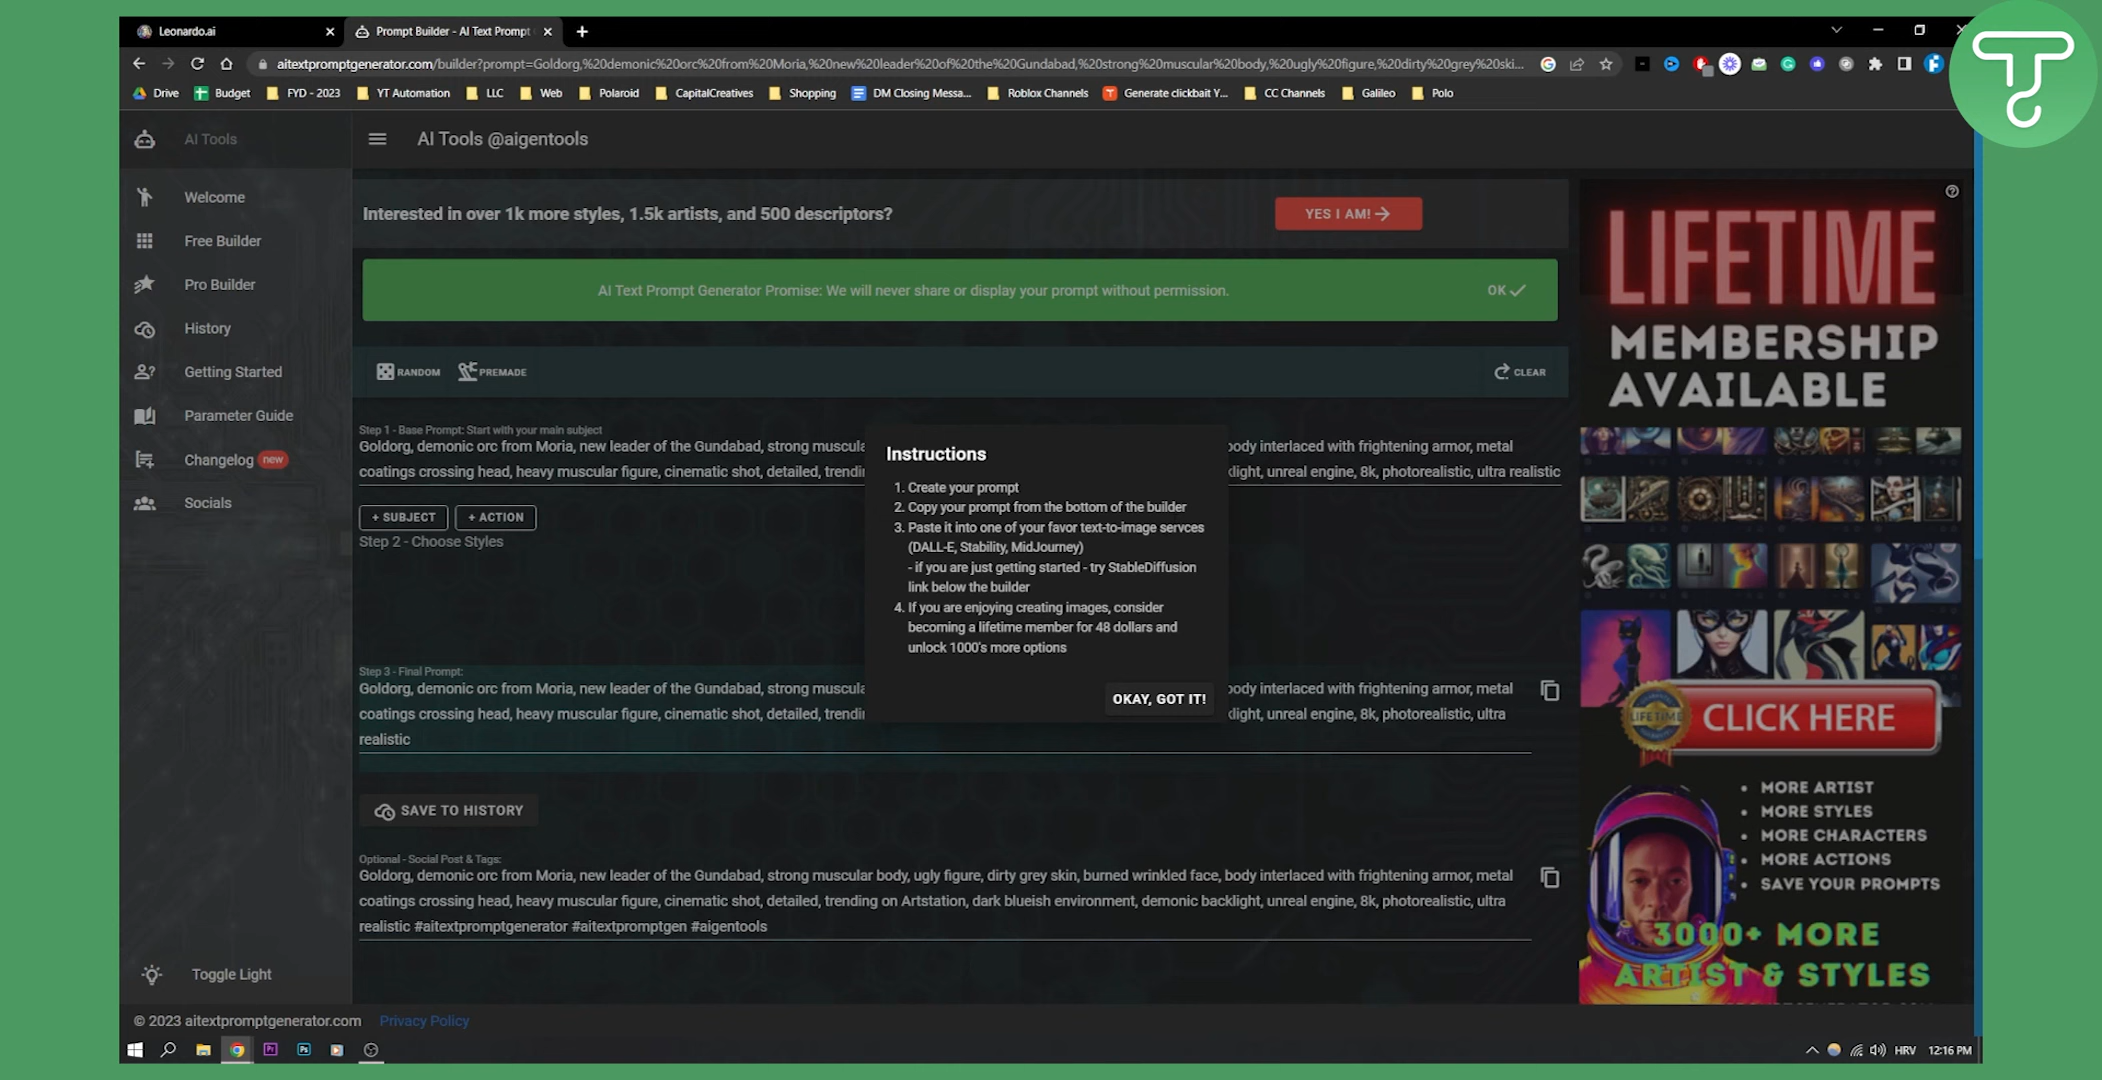 Leonardo.ai
Prompt Builder - AI Text Prompt
aitextpromptgenerator.com/builder?prompt=Goldorg,%20demonic%20orc%20from%20Moria,%20new%20leader%20of%20the%20Gundabad,%20strong%20muscular%20body,%20ugly%20figure,%20dirty%20grey%20ski...
Drive
Budget
FYD - 2023
YT Automation
LLC
Web
Polaroid
CapitalCreatives
Shopping
DM Closing Messa...
Roblox Channels
Generate clickbait Y...
CC Channels
Galileo
Polo
AI Tools
AI Tools @aigentools
Welcome
Free Builder
Pro Builder
History
Getting Started
Parameter Guide
Changelog new
Socials
Toggle Light
Interested in over 1k more styles, 1.5k artists, and 500 descriptors?
YES I AM!
AI Text Prompt Generator Promise: We will never share or display your prompt without permission.
OK
RANDOM
PREMADE
CLEAR
Step 1 - Base Prompt: Start with your main subject
Goldorg, demonic orc from Moria, new leader of the Gundabad, strong muscula body interlaced with frightening armor, metal
coatings crossing head, heavy muscular figure, cinematic shot, detailed, trendin light, unreal engine, 8k, photorealistic, ultra realistic
+ SUBJECT
+ ACTION
Step 2 - Choose Styles
Instructions
1. Create your prompt
2. Copy your prompt from the bottom of the builder
3. Paste it into one of your favor text-to-image servces
(DALL-E, Stability, MidJourney)
- if you are just getting started - try StableDiffusion
link below the builder
4. If you are enjoying creating images, consider
becoming a lifetime member for 48 dollars and
unlock 1000's more options
OKAY, GOT IT!
Step 3 - Final Prompt:
Goldorg, demonic orc from Moria, new leader of the Gundabad, strong muscula body interlaced with frightening armor, metal
coatings crossing head, heavy muscular figure, cinematic shot, detailed, trendin light, unreal engine, 8k, photorealistic, ultra
realistic
SAVE TO HISTORY
Optional - Social Post & Tags:
Goldorg, demonic orc from Moria, new leader of the Gundabad, strong muscular body, ugly figure, dirty grey skin, burned wrinkled face, body interlaced with frightening armor, metal
coatings crossing head, heavy muscular figure, cinematic shot, detailed, trending on Artstation, dark blueish environment, demonic backlight, unreal engine, 8k, photorealistic, ultra
realistic #aitextpromptgenerator #aitextpromptgen #aigentools
LIFETIME
MEMBERSHIP
AVAILABLE
LIFETIME
CLICK HERE
• MORE ARTIST
• MORE STYLES
• MORE CHARACTERS
• MORE ACTIONS
• SAVE YOUR PROMPTS
3000+ MORE
ARTIST & STYLES
© 2023 aitextpromptgenerator.com
Privacy Policy
Pr
Ps
HRV
12:16 PM